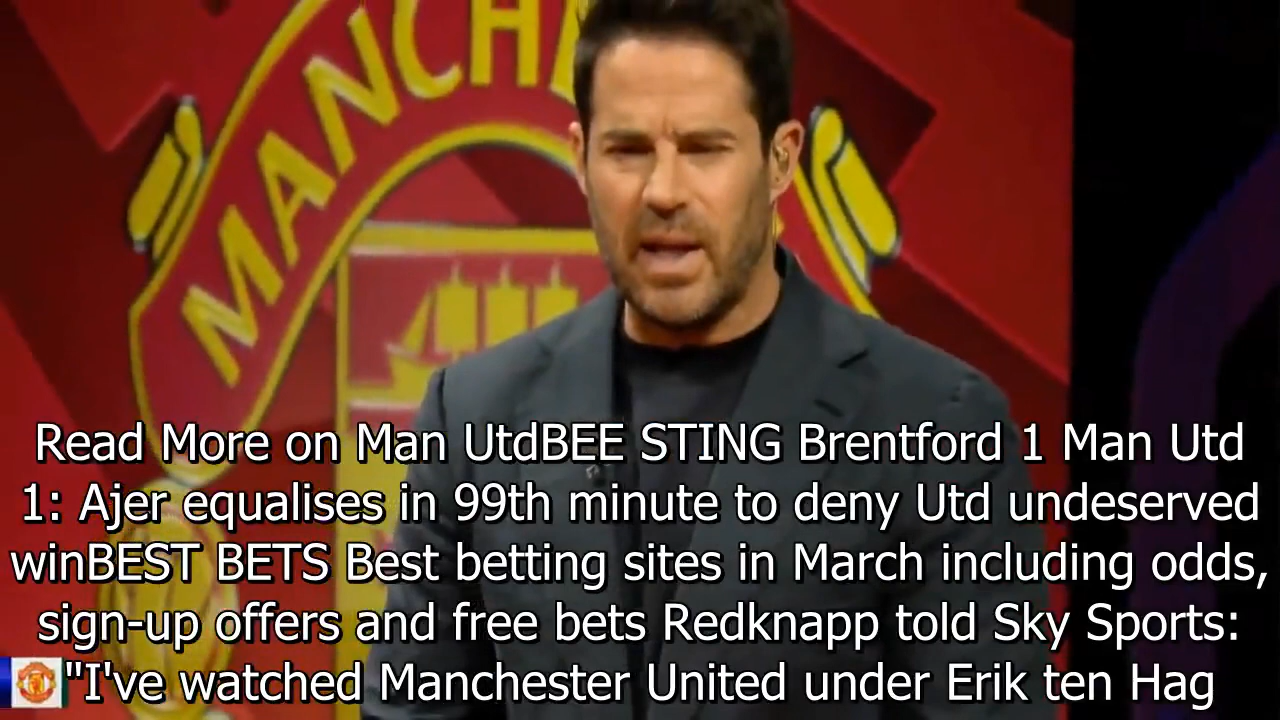 MANCHE
Read More on Man UtdBEE STING Brentford 1 Man Utd
1: Ajer equalises in 99th minute to deny Utd undeserved
winBEST BETS Best betting sites in March including odds,
sign-up offers and free bets Redknapp told Sky Sports:
"I've watched Manchester United under Erik ten Hag